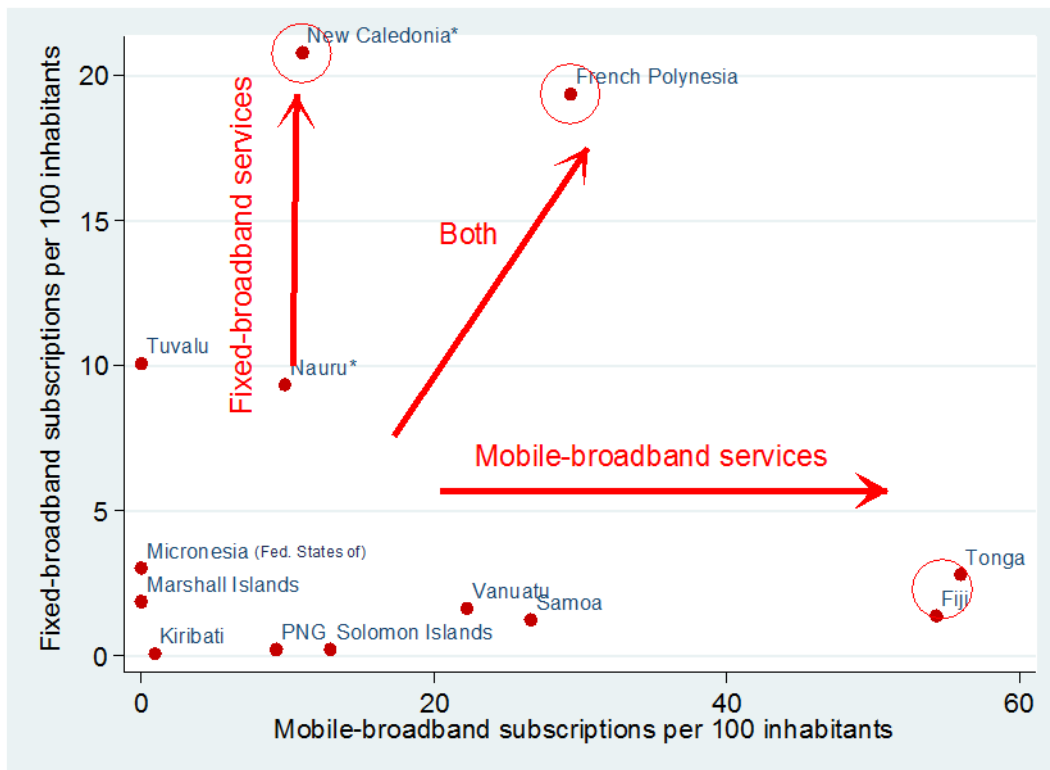 New Caledonia*
French Polynesia
Fixed-broadband subscriptions per 100 inhabitants
20
15
10
5
0
Fixed-broadband services
Both
Tuvalu
Nauru*
Mobile-broadband services
Micronesia (Fed. States of)
Marshall Islands
Kiribati
PNG
Solomon Islands
Vanuatu
Samoa
Tonga
Fiji
0
20
40
60
Mobile-broadband subscriptions per 100 inhabitants